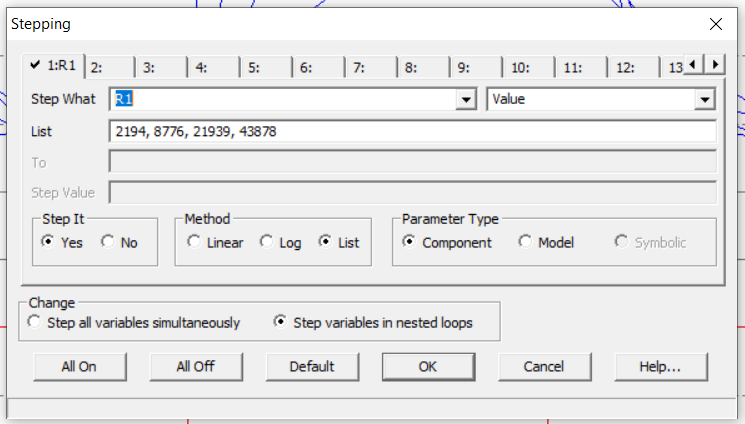 Stepping
1:R1 2: 3: 4: 5: 6: 7: 8: 9: 10: 11: 12: 13
Step What R1 Value
List 2194, 8776, 21939, 43878
To
Step Value
Step It Method Parameter Type
Yes No Linear Log List Component Model Symbolic
Change
Step all variables simultaneously Step variables in nested loops
All On All Off Default OK Cancel Help...